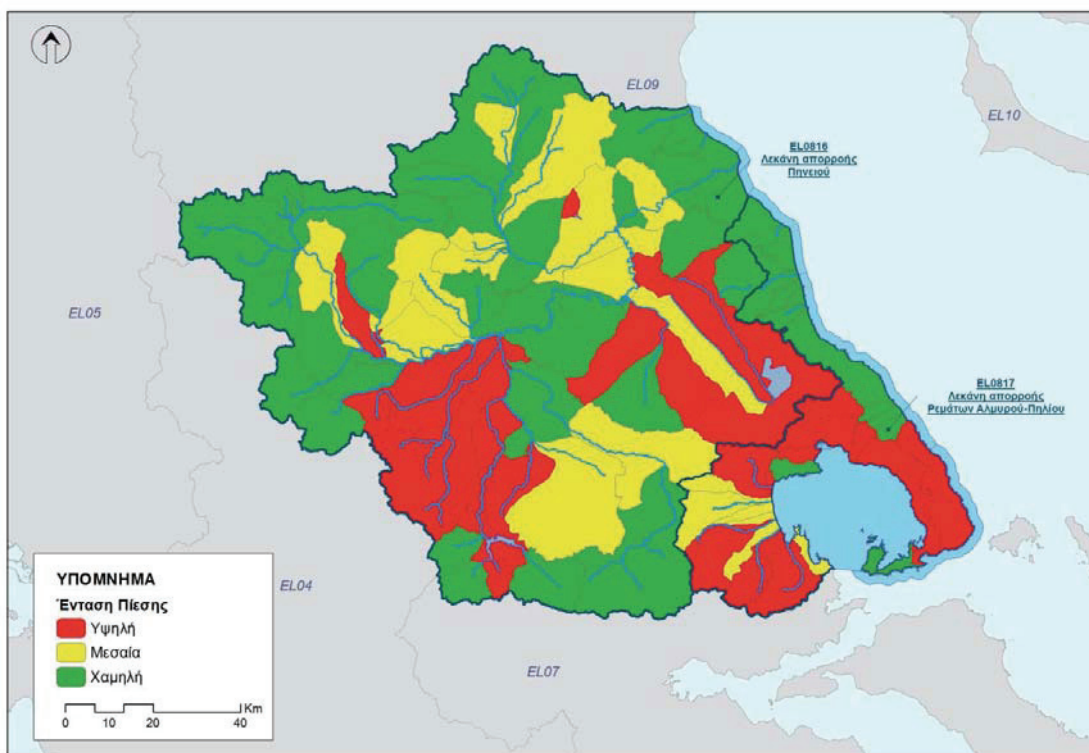 EL09
EL10
EL0816
Λεκάνη απορροής
Πηνειού
EL05
EL0817
Λεκάνη απορροής
Ρεμάτων Αλμυρού-Πηλίου
ΥΠΟΜΝΗΜΑ
Ένταση Πίεσης
Υψηλή
Μεσαία
Χαμηλή
Km
0 10 20 40
EL04
EL07